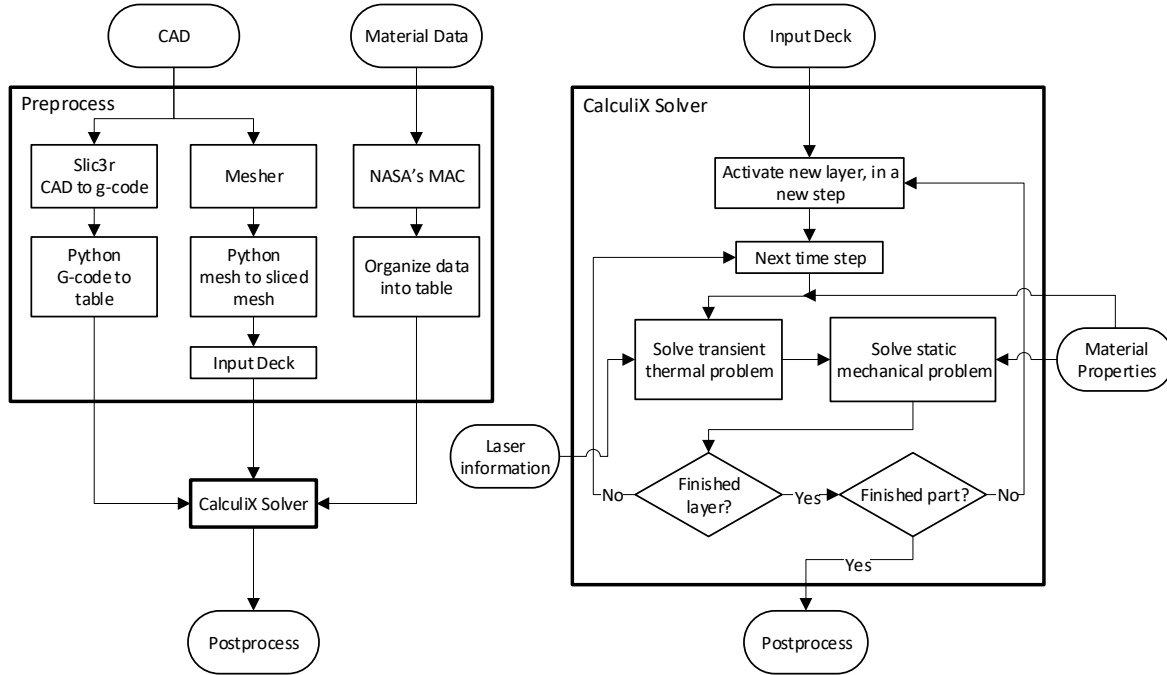 CAD
Material Data
Preprocess
Slic3r
CAD to g-code
Mesher
NASA's MAC
Python
G-code to
table
Python
mesh to sliced
mesh
Organize data
into table
Input Deck
CalculiX Solver
Postprocess
Input Deck
CalculiX Solver
Activate new layer, in a
new step
Next time step
Solve transient
thermal problem
Solve static
mechanical problem
Material
Properties
Laser
information
Finished
layer?
No
Yes
Finished part?
No
Yes
Postprocess